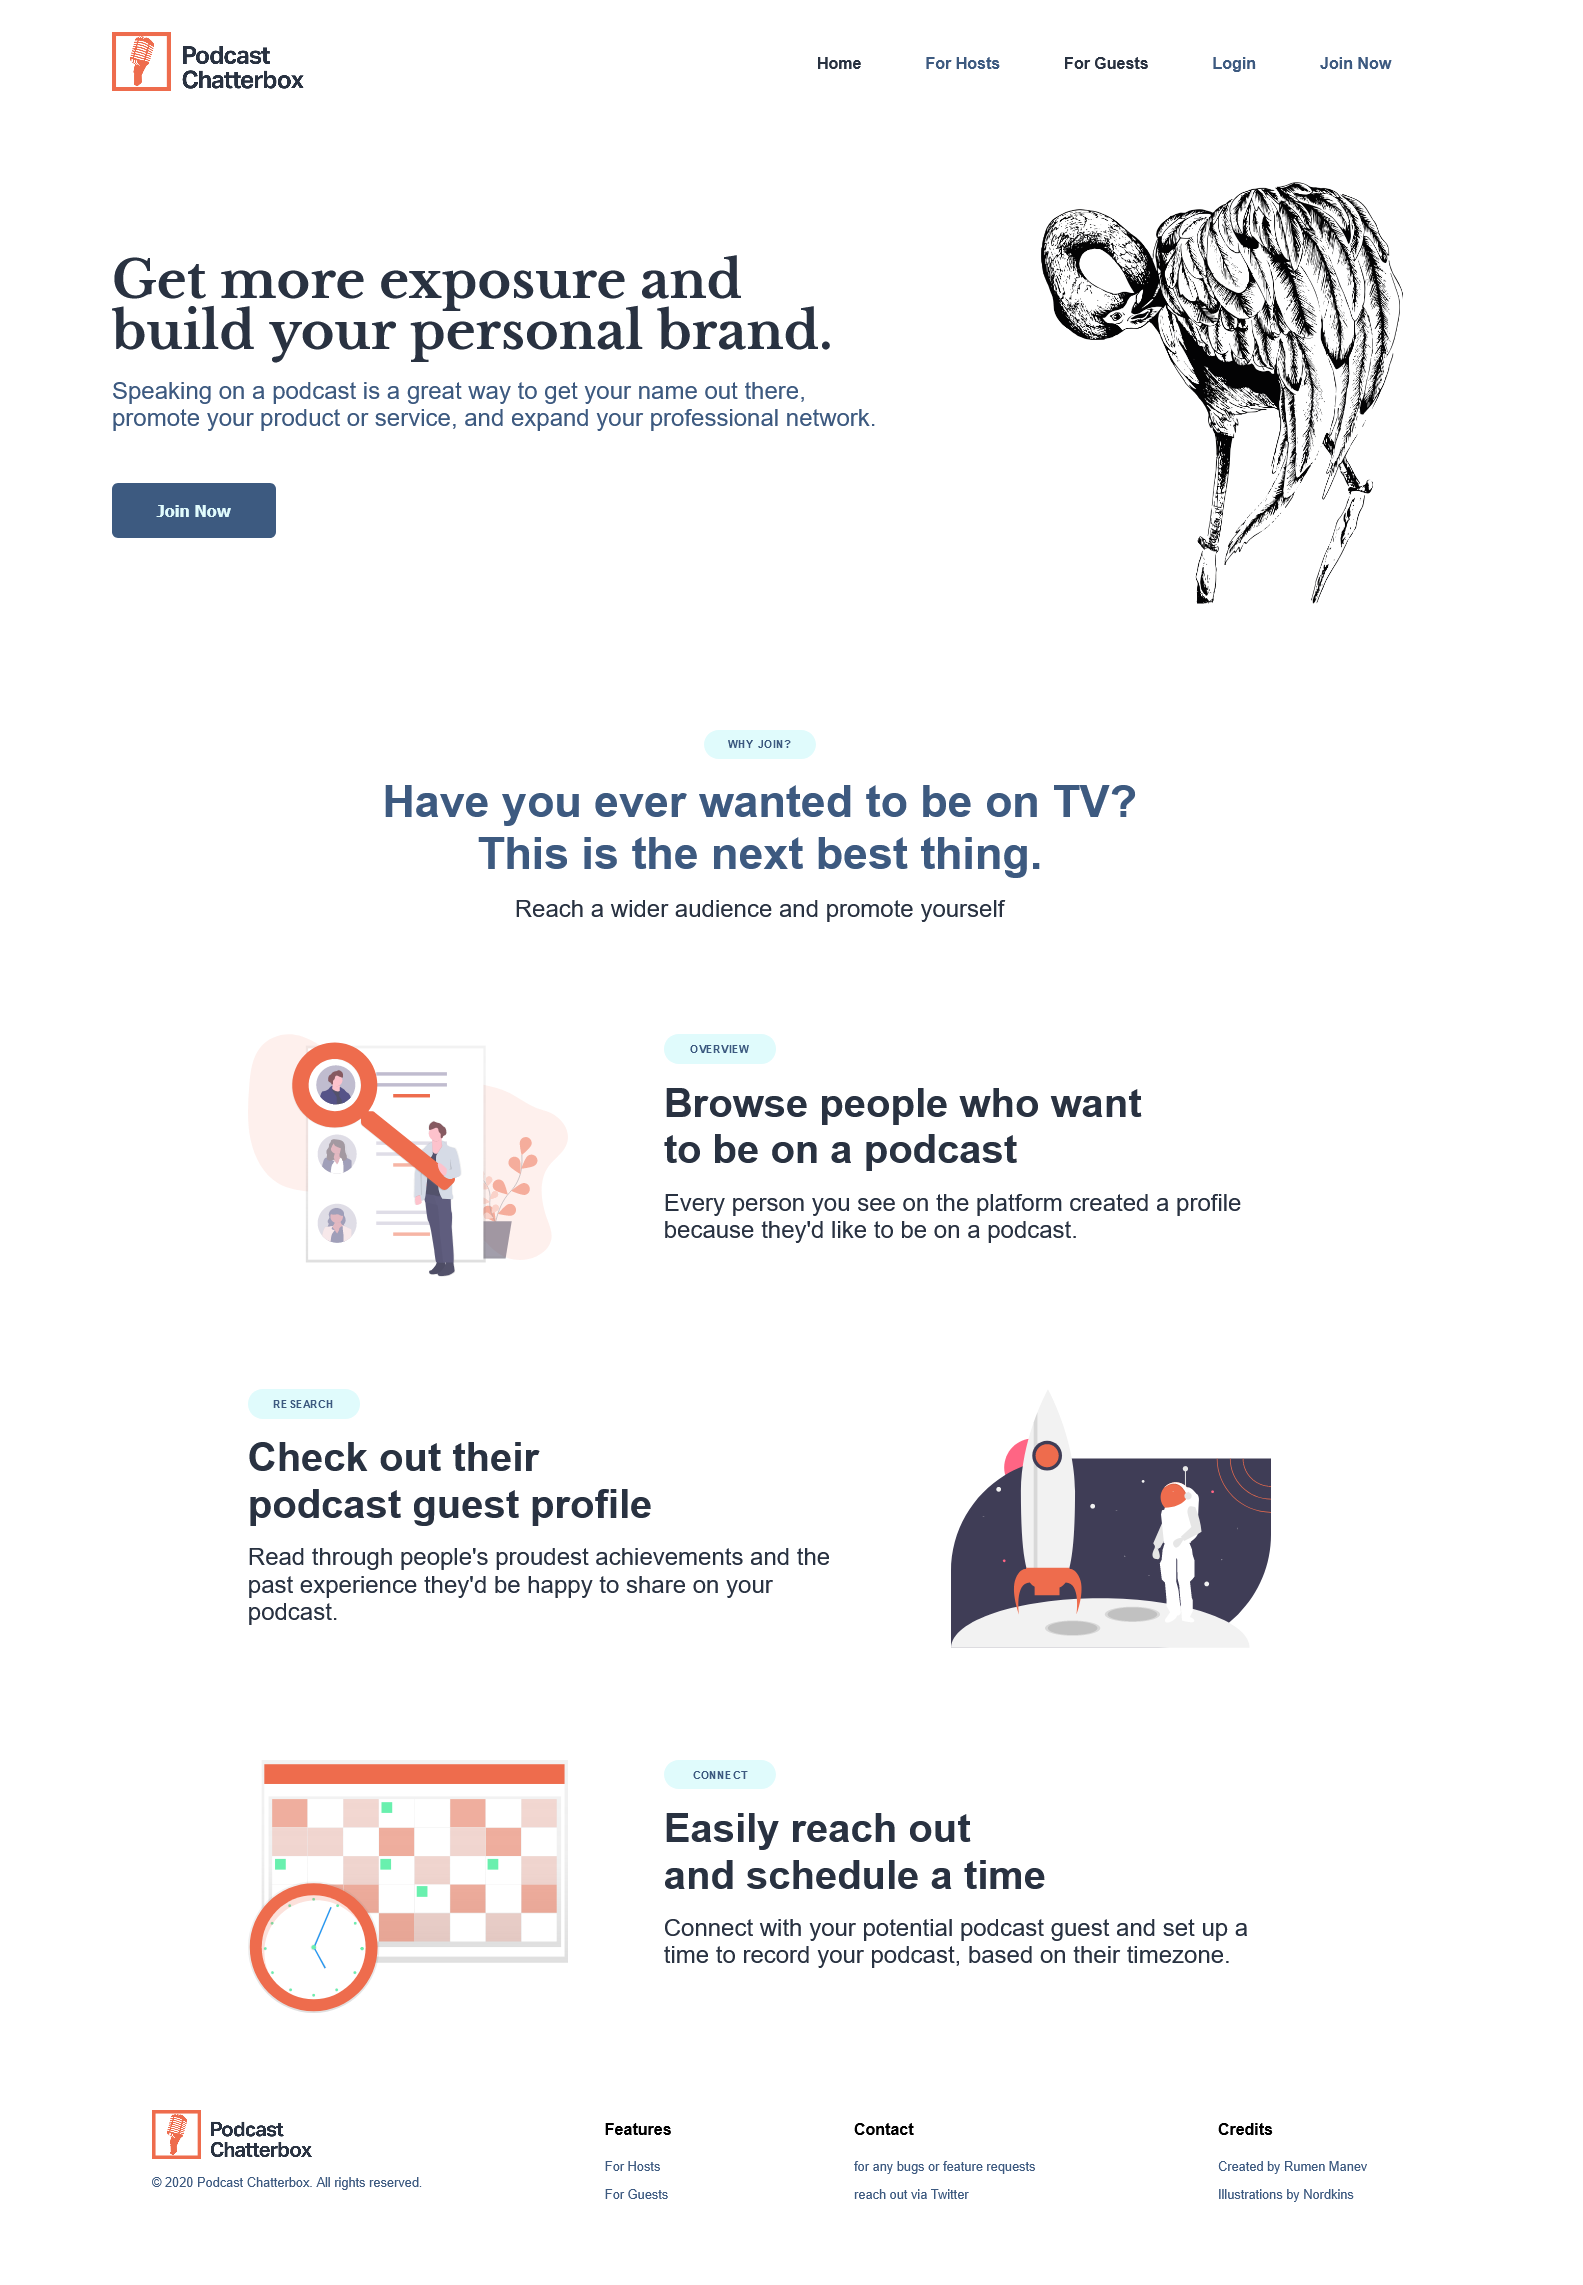 Podcast
Chatterbox
Home
For Hosts
For Guests
Login
Join Now
Get more exposure and
build your personal brand.
Speaking on a podcast is a great way to get your name out there,
promote your product or service, and expand your professional network.
Join Now
WHY JOIN?
Have you ever wanted to be on TV?
This is the next best thing.
Reach a wider audience and promote yourself
OVERVIEW
Browse people who want
to be on a podcast
Every person you see on the platform created a profile
because they'd like to be on a podcast.
RESEARCH
Check out their
podcast guest profile
Read through people's proudest achievements and the
past experience they'd be happy to share on your
podcast.
CONNECT
Easily reach out
and schedule a time
Connect with your potential podcast guest and set up a
time to record your podcast, based on their timezone.
Podcast
Chatterbox
© 2020 Podcast Chatterbox. All rights reserved.
Features
For Hosts
For Guests
Contact
for any bugs or feature requests
reach out via Twitter
Credits
Created by Rumen Manev
Illustrations by Nordkins